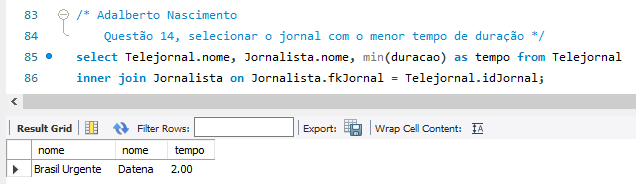 83 /* Adalberto Nascimento
84 Questão 14, selecionar o jornal com o menor tempo de duração */
85 select Telejornal.nome, Jornalista.nome, min(duracao) as tempo from Telejornal
86 inner join Jornalista on Jornalista.fkJornal = Telejornal.idJornal;
Result Grid Filter Rows: Export: Wrap Cell Content:
nome nome tempo
Brasil Urgente Datena 2.00